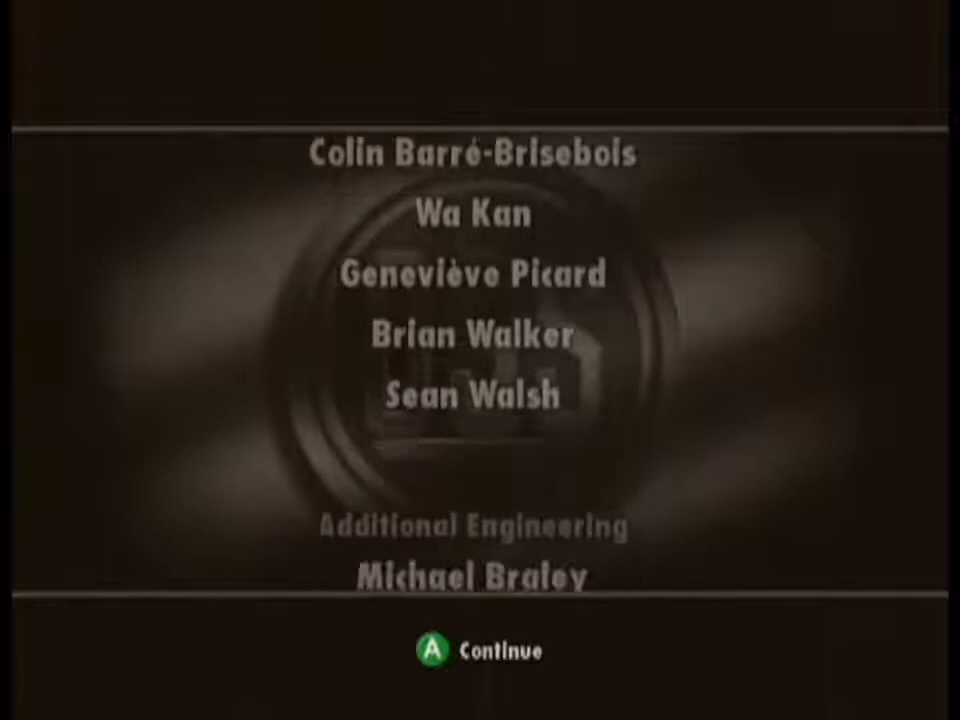 Colin Barré-Brisebois
Wa Kan
Geneviève Picard
Brian Walker
Sean Walsh
Additional Engineering
Michael Braley
A Continue